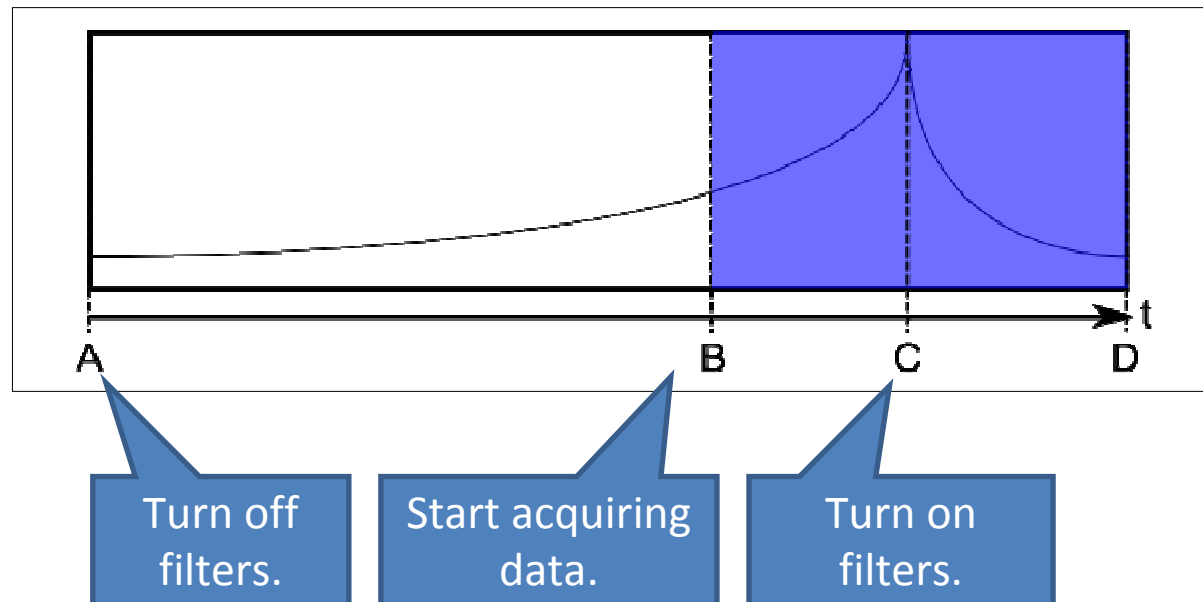 t
A
B
C
D
Turn off
filters.
Start acquiring
data.
Turn on
filters.